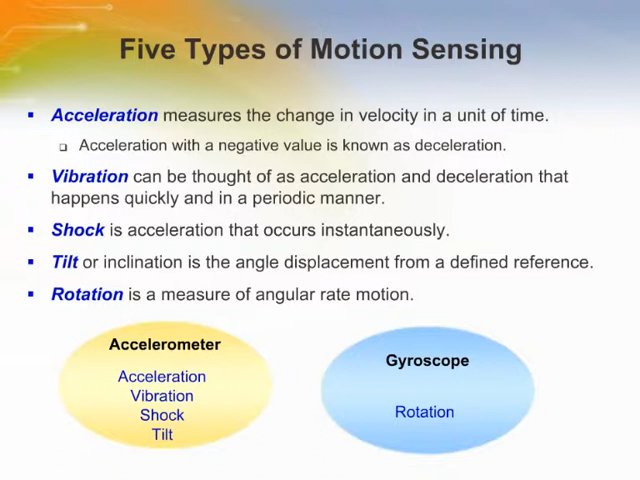 Five Types of Motion Sensing
Acceleration measures the change in velocity in a unit of time.
Acceleration with a negative value is known as deceleration.
Vibration can be thought of as acceleration and deceleration that
happens quickly and in a periodic manner.
Shock is acceleration that occurs instantaneously.
Tilt or inclination is the angle displacement from a defined reference.
Rotation is a measure of angular rate motion.
Accelerometer
Acceleration
Vibration
Shock
Tilt
Gyroscope
Rotation